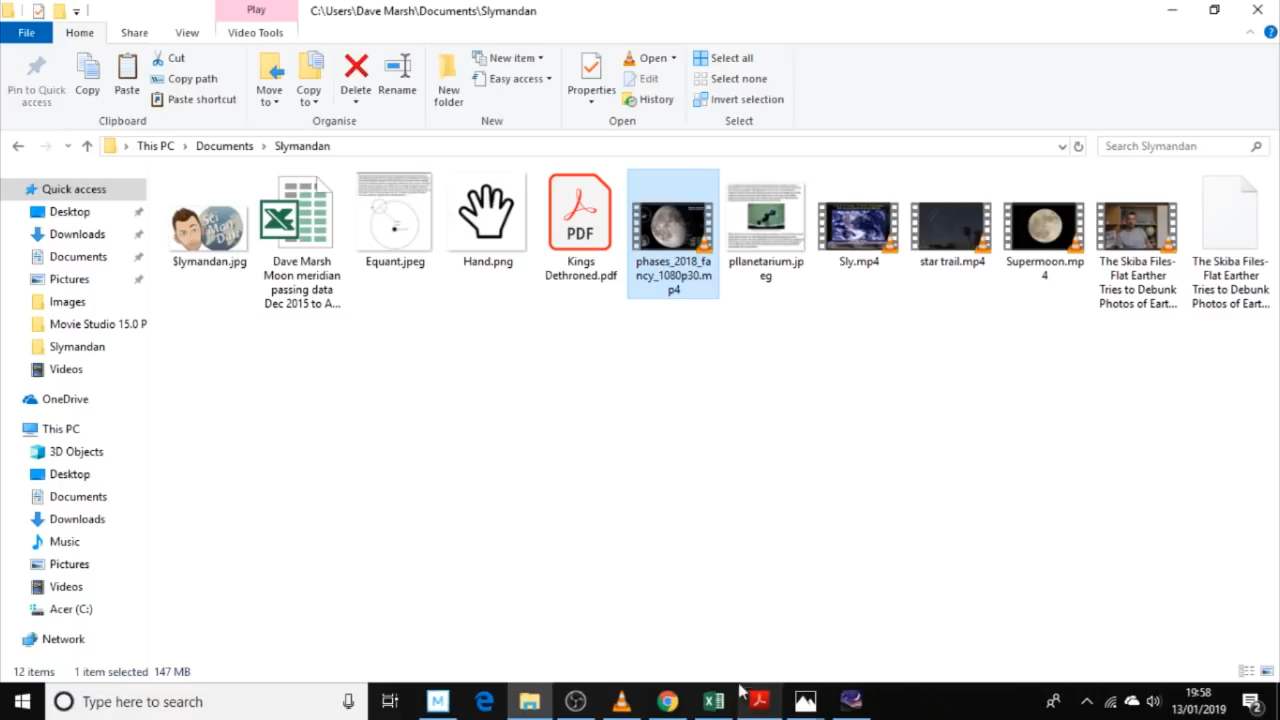 Play
C:\Users\Dave Marsh\Documents\Slymandan
File
Home
Share
View
Video Tools
Pin to Quick
access
Copy
Paste
Cut
Copy path
Paste shortcut
Clipboard
Move
to
Copy
to
Delete
Rename
Organise
New
folder
New item
Easy access
New
Properties
Open
Edit
History
Open
Select all
Select none
Invert selection
Select
This PC
Documents
Slymandan
Search Slymandan
Quick access
Desktop
Downloads
Documents
Pictures
Images
Movie Studio 15.0 P
Slymandan
Videos
OneDrive
This PC
3D Objects
Desktop
Documents
Downloads
Music
Pictures
Videos
Acer (C:)
Network
$lymandan.jpg
Dave Marsh
Moon meridian
passing data
Dec 2015 to A...
Equant.jpeg
Hand.png
PDF
Kings
Dethroned.pdf
phases_2018_fa
ncy_1080p30.m
p4
pllanetarium.jp
eg
Sly.mp4
star trail.mp4
Supermoon.mp
4
The Skiba Files-
Flat Earther
Tries to Debunk
Photos of Eart...
The Skiba Files-
Flat Earther
Tries to Debunk
Photos of Eart...
12 items
1 item selected 147 MB
Type here to search
M
19:58
13/01/2019
2